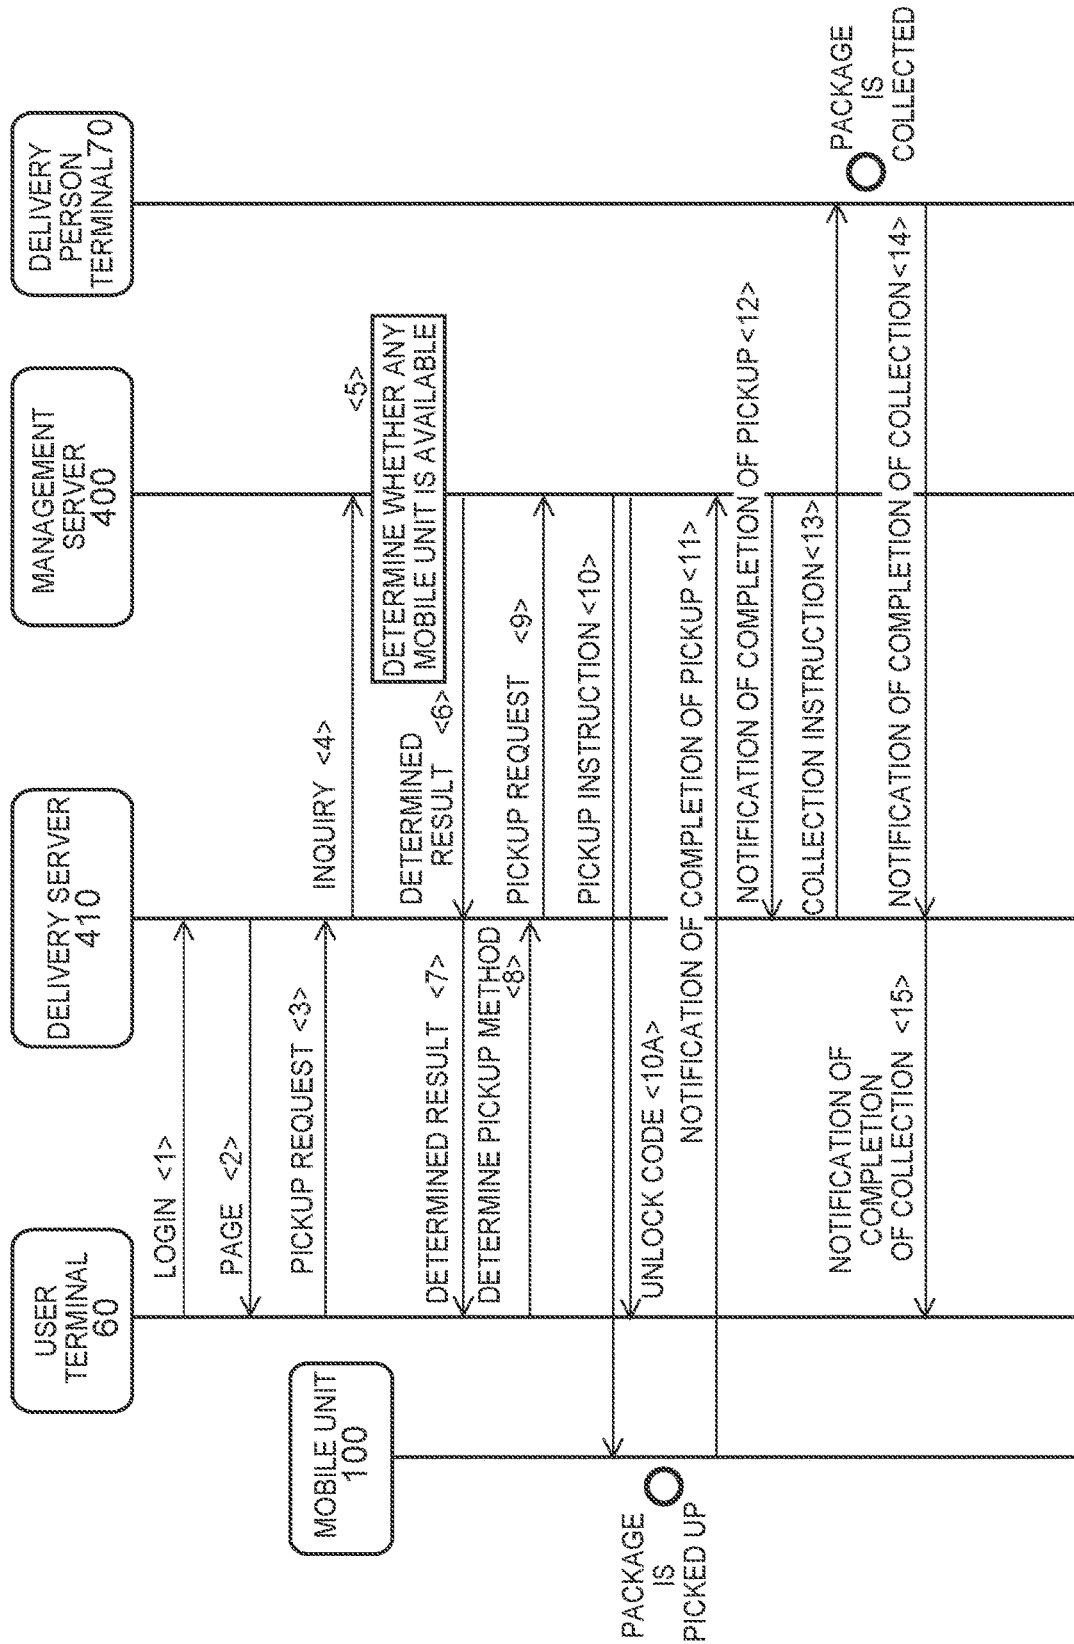 USER
TERMINAL
60
DELIVERY SERVER
410
MANAGEMENT
SERVER
400
DELIVERY
PERSON
TERMINAL70
MOBILE UNIT
100
LOGIN <1>
PAGE <2>
PICKUP REQUEST <3>
INQUIRY <4>
<5>
DETERMINE WHETHER ANY
MOBILE UNIT IS AVAILABLE
DETERMINED
RESULT <6>
DETERMINED RESULT <7>
DETERMINE PICKUP METHOD
<8>
PICKUP REQUEST <9>
PICKUP INSTRUCTION <10>
UNLOCK CODE <10A>
PACKAGE
IS
PICKED UP
NOTIFICATION OF COMPLETION OF PICKUP <11>
NOTIFICATION OF COMPLETION OF PICKUP <12>
COLLECTION INSTRUCTION<13>
PACKAGE
IS
COLLECTED
NOTIFICATION OF COMPLETION OF COLLECTION<14>
NOTIFICATION OF
COMPLETION
OF COLLECTION <15>